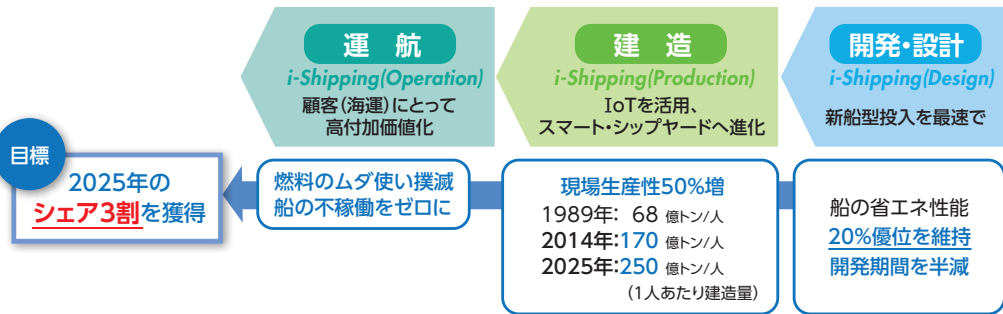 運 航
i-Shipping(Operation)
顧客(海運)にとって
高付加価値化
建 造
i-Shipping(Production)
IoTを活用、
スマート・シップヤードへ進化
開発・設計
i-Shipping(Design)
新船型投入を最速で
目標
2025年の
シェア3割を獲得
燃料のムダ使い撲滅
船の不稼働をゼロに
現場生産性50%増
1989年: 68 億トン/人
2014年:170 億トン/人
2025年:250 億トン/人
(1人あたり建造量)
船の省エネ性能
20%優位を維持
開発期間を半減